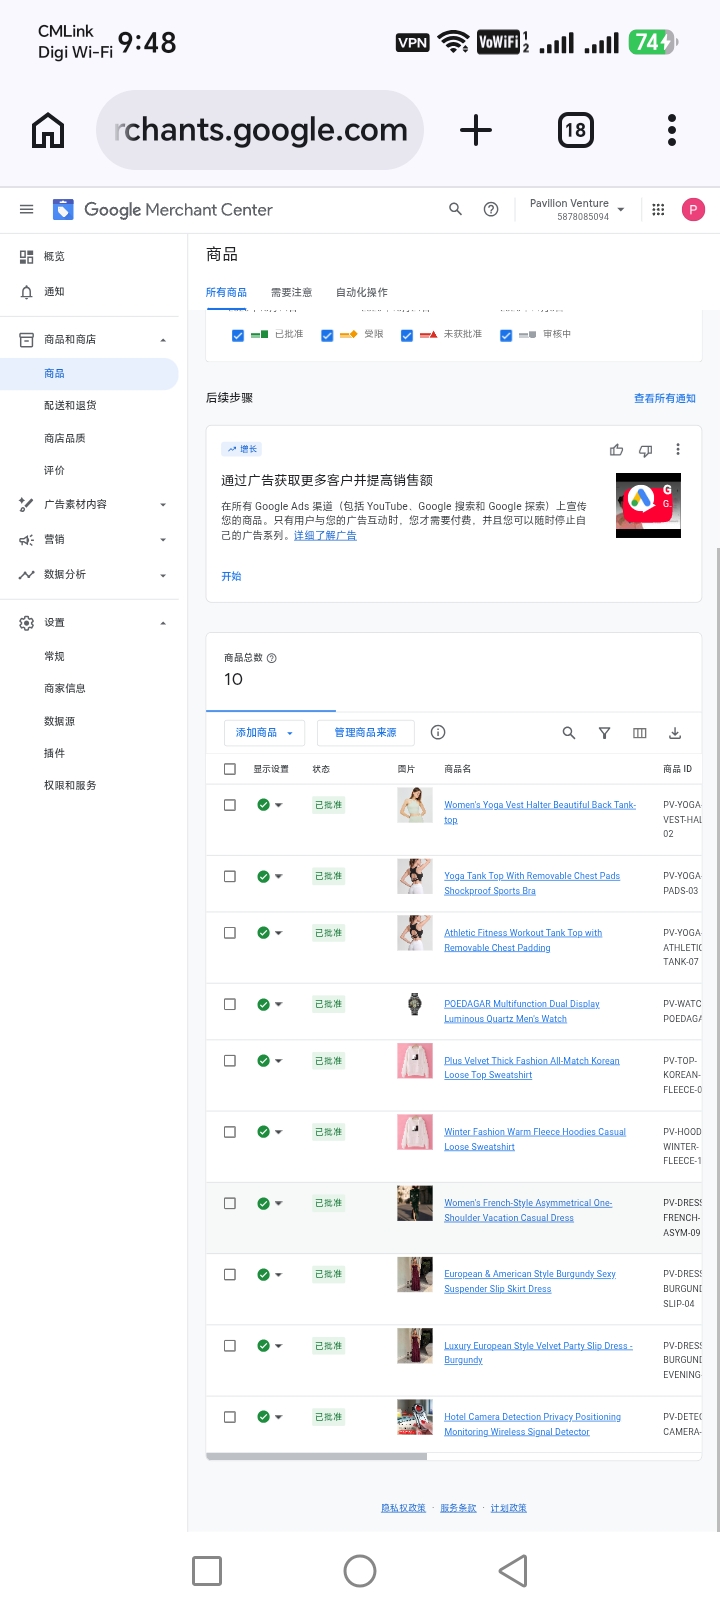 CMLink
Digi Wi-Fi
9:48
VPN
VoWiFi 1 2
74
rchants.google.com
18
Google Merchant Center
Pavilion Venture
5878085094
P
概览
通知
商品和商店
商品
配送和退货
商店品质
评价
广告素材内容
营销
数据分析
设置
常规
商家信息
数据源
插件
权限和服务
商品
所有商品 需要注意 自动化操作
已批准 受限 未获批准 审核中
后续步骤 查看所有通知
增长
通过广告获取更多客户并提高销售额
在所有 Google Ads 渠道（包括 YouTube、Google 搜索和 Google 探索）上宣传
您的商品。只有用户与您的广告互动时，您才需要付费，并且您可以随时停止自
己的广告系列。详细了解广告
G
G.
开始
商品总数
10
添加商品 管理商品来源
显示设置 状态 图片 商品名 商品 ID
已批准
Women's Yoga Vest Halter Beautiful Back Tank-
top
PV-YOGA-
VEST-HAL
02
已批准
Yoga Tank Top With Removable Chest Pads
Shockproof Sports Bra
PV-YOGA-
PADS-03
已批准
Athletic Fitness Workout Tank Top with
Removable Chest Padding
PV-YOGA-
ATHLETIC
TANK-07
已批准
POEDAGAR Multifunction Dual Display
Luminous Quartz Men's Watch
PV-WATC
POEDAGA
已批准
Plus Velvet Thick Fashion All-Match Korean
Loose Top Sweatshirt
PV-TOP-
KOREAN-
FLEECE-0
已批准
Winter Fashion Warm Fleece Hoodies Casual
Loose Sweatshirt
PV-HOOD
WINTER-
FLEECE-1
已批准
Women's French-Style Asymmetrical One-
Shoulder Vacation Casual Dress
PV-DRESS
FRENCH-
ASYM-09
已批准
European & American Style Burgundy Sexy
Suspender Slip Skirt Dress
PV-DRESS
BURGUND
SLIP-04
已批准
Luxury European Style Velvet Party Slip Dress -
Burgundy
PV-DRESS
BURGUND
EVENING-
已批准
Hotel Camera Detection Privacy Positioning
Monitoring Wireless Signal Detector
PV-DETEC
CAMERA-
隐私权政策 · 服务条款 · 计划政策